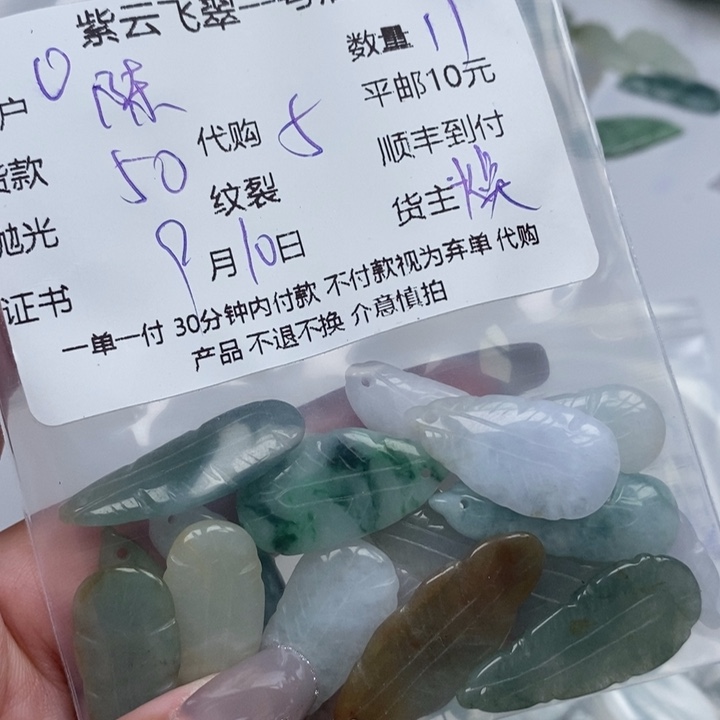 紫云飞翠一号
户 陈 数量 11
货款 50 代购 5 平邮10元
抛光 纹裂 顺丰到付
证书 9月10日 货主
一单一付 30分钟内付款 不付款视为弃单 代购
产品 不退不换 介意慎拍